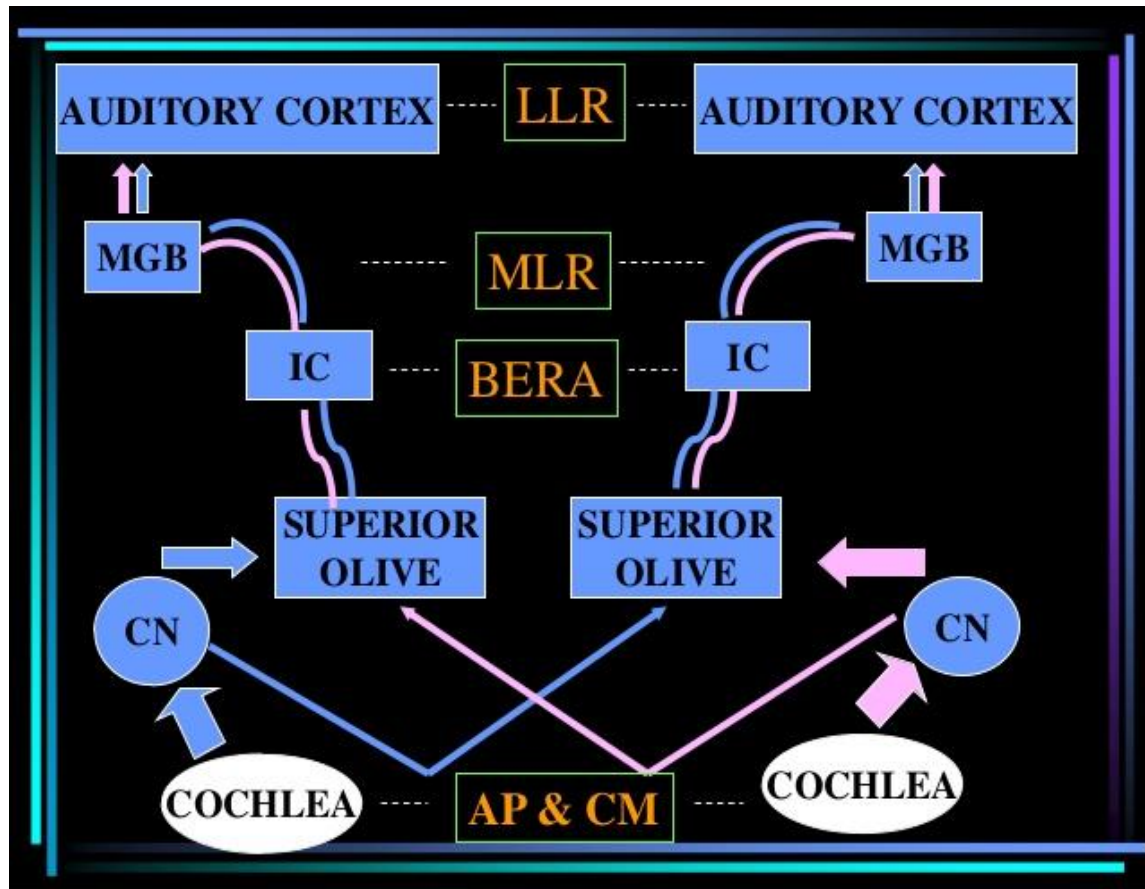 AUDITORY CORTEX
LLR
AUDITORY CORTEX
MGB
MLR
MGB
IC
BERA
IC
SUPERIOR
OLIVE
SUPERIOR
OLIVE
CN
CN
COCHLEA
AP & CM
COCHLEA